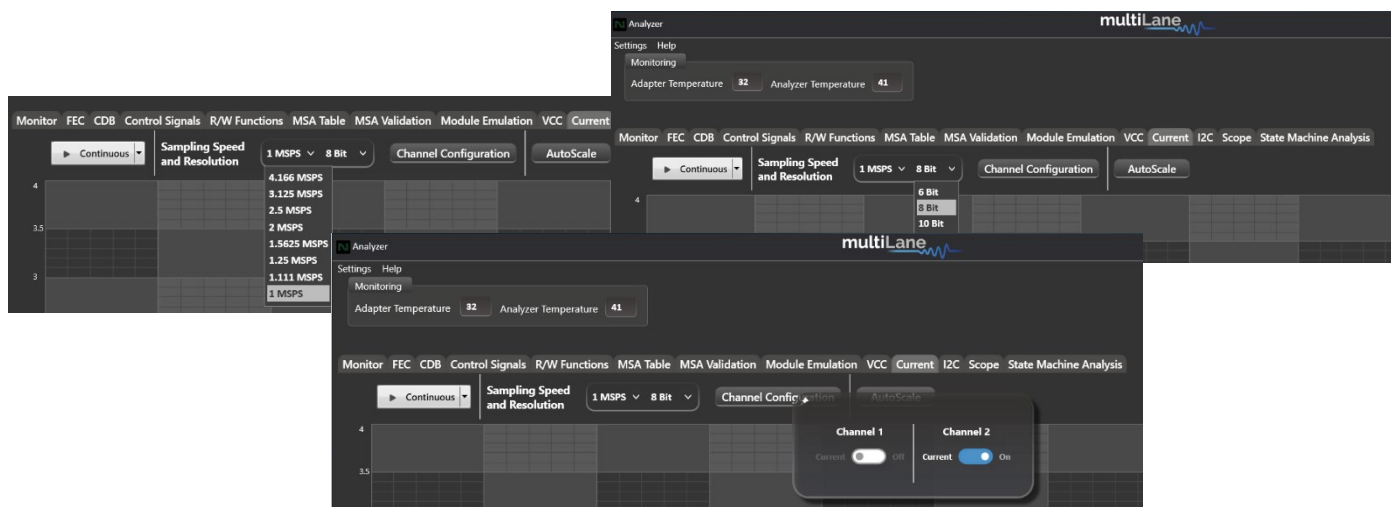 Monitor FEC CDB Control Signals R/W Functions MSA Table MSA Validation Module Emulation VCC Current
Continuous
Sampling Speed
and Resolution
1 MSPS 8 Bit
Channel Configuration
AutoScale
4.166 MSPS
3.125 MSPS
2.5 MSPS
2 MSPS
1.5625 MSPS
1.25 MSPS
1.111 MSPS
1 MSPS
4
3.5
3
Analyzer
multiLane
Settings Help
Monitoring
Adapter Temperature 32 Analyzer Temperature 41
Monitor FEC CDB Control Signals R/W Functions MSA Table MSA Validation Module Emulation VCC Current I2C Scope State Machine Analysis
Continuous
Sampling Speed
and Resolution
1 MSPS 8 Bit
Channel Configuration
AutoScale
6 Bit
8 Bit
10 Bit
4
Analyzer
multiLane
Settings Help
Monitoring
Adapter Temperature 32 Analyzer Temperature 41
Monitor FEC CDB Control Signals R/W Functions MSA Table MSA Validation Module Emulation VCC Current I2C Scope State Machine Analysis
Continuous
Sampling Speed
and Resolution
1 MSPS 8 Bit
Channel Configuration
AutoScale
Channel 1 Channel 2
Current Off Current On
4
3.5